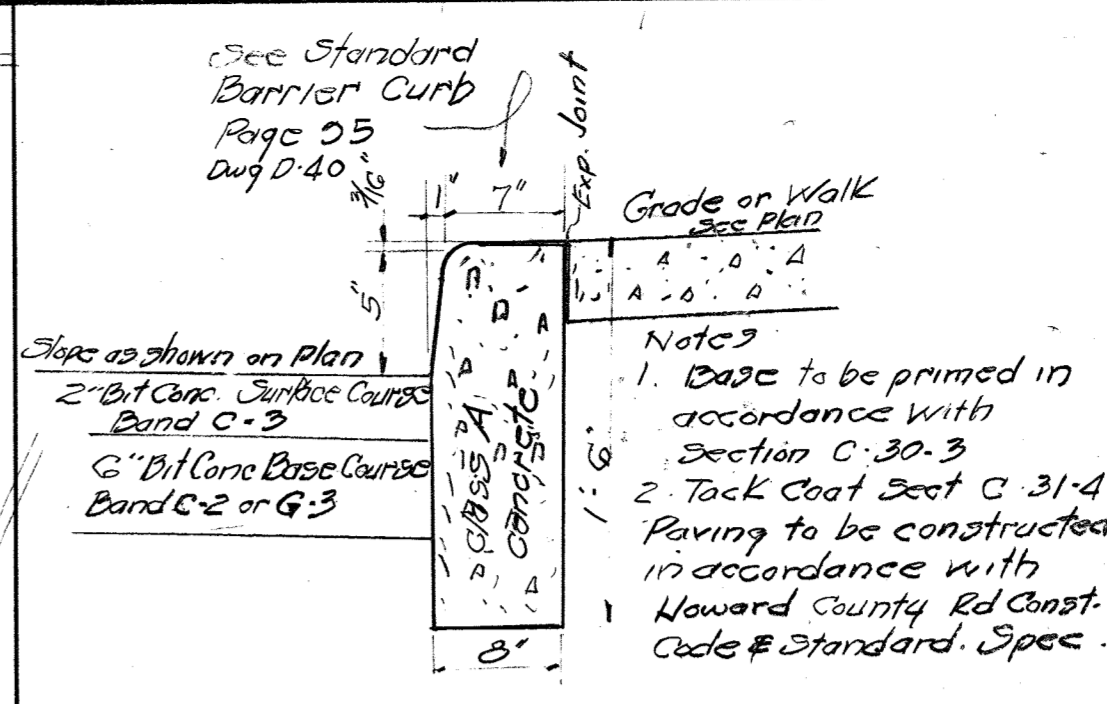 See Standard
Barrier Curb
Page 35
Dwg D-40
3/16"
1"
7"
Exp. Joint
Grade or Walk
see Plan
5"
Slope as shown on Plan
2" Bit Conc. Surface Course
Band C-3
6" Bit Conc Base Course
Band C-2 or G-3
Class A
Concrete.
1'-6"
8"
Notes
1. Base to be primed in
accordance with
Section C.30-3
2. Tack Coat Sect C.31-4
Paving to be constructed
in accordance with
Howard County Rd Const.
Code & Standard. Spec.